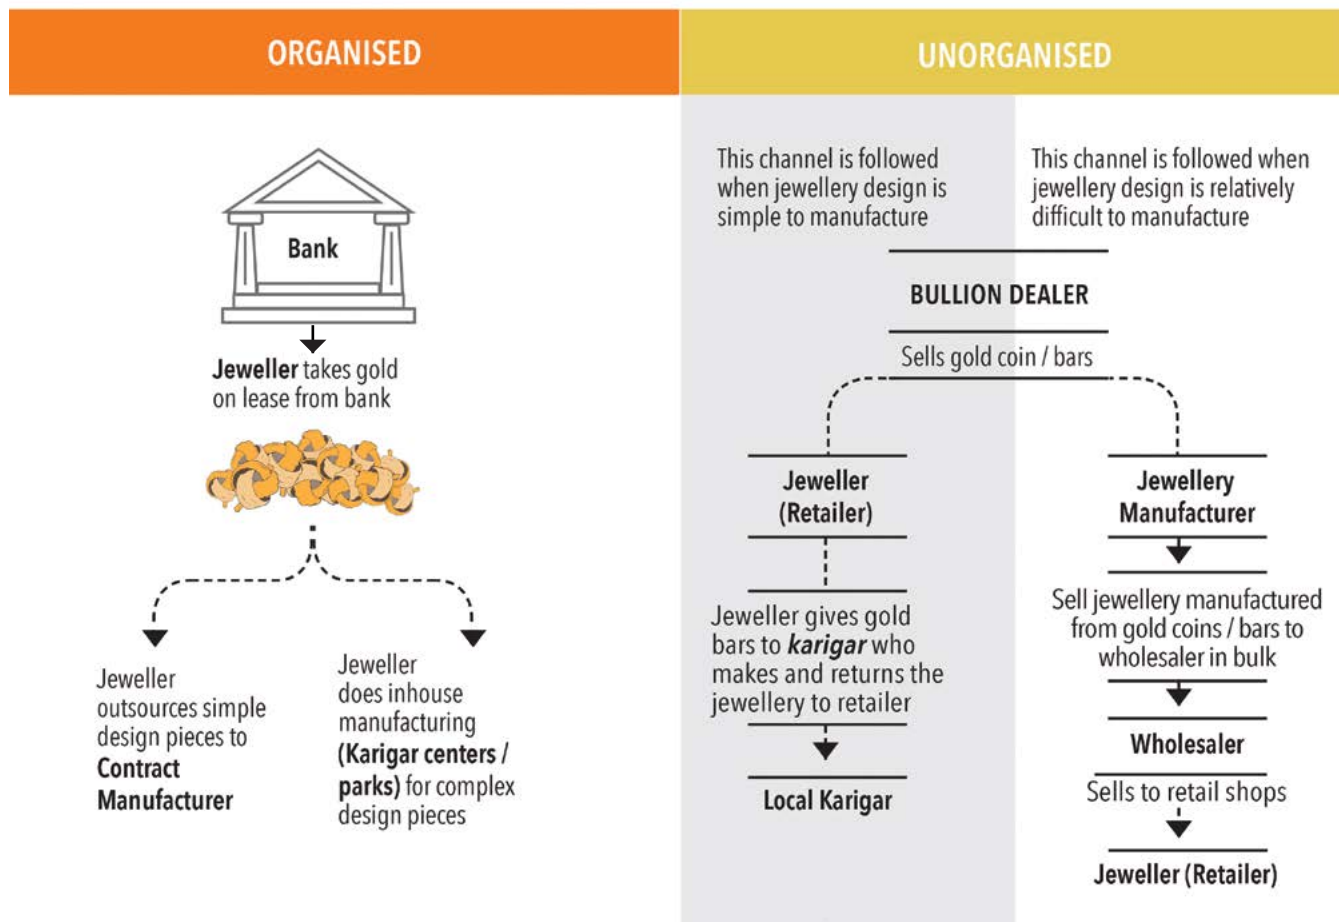 ORGANISED
Bank
Jeweller takes gold
on lease from bank
Jeweller
outsources simple
design pieces to
Contract
Manufacturer
Jeweller
does inhouse
manufacturing
(Karigar centers /
parks) for complex
design pieces
UNORGANISED
This channel is followed
when jewellery design is
simple to manufacture
This channel is followed when
jewellery design is relatively
difficult to manufacture
BULLION DEALER
Sells gold coin / bars
Jeweller
(Retailer)
Jeweller gives gold
bars to karigar who
makes and returns the
jewellery to retailer
Local Karigar
Jewellery
Manufacturer
Sell jewellery manufactured
from gold coins / bars to
wholesaler in bulk
Wholesaler
Sells to retail shops
Jeweller (Retailer)